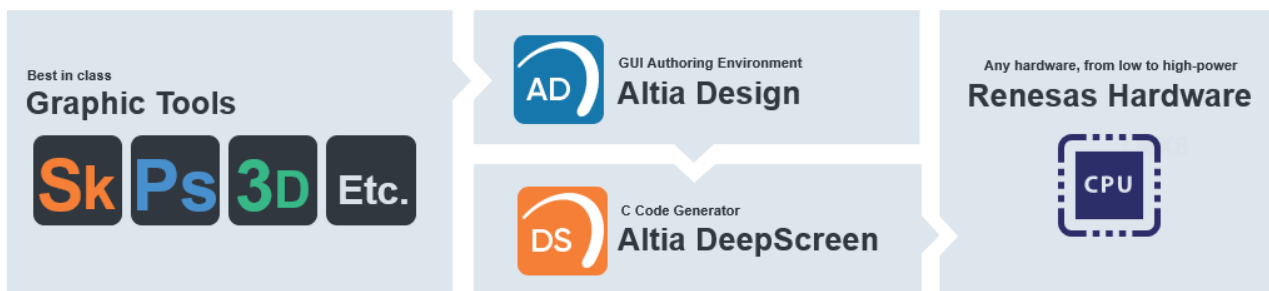 Best in class
Graphic Tools
Sk Ps 3D Etc.
GUI Authoring Environment
AD Altia Design
C Code Generator
DS Altia DeepScreen
Any hardware, from low to high-power
Renesas Hardware
CPU